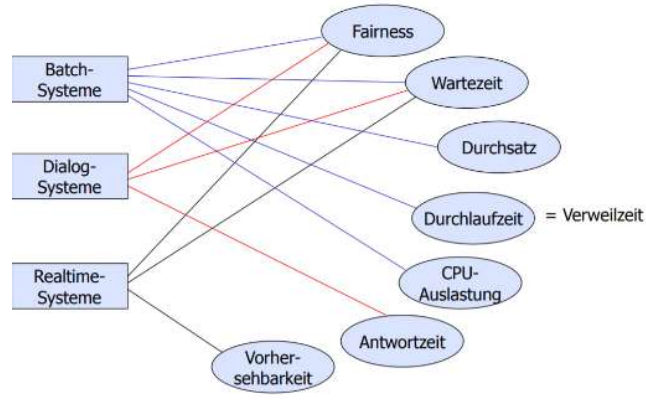 Fairness
Batch-
Systeme
Wartezeit
Durchsatz
Dialog-
Systeme
Durchlaufzeit = Verweilzeit
Realtime-
Systeme
CPU-
Auslastung
Antwortzeit
Vorher-
sehbarkeit